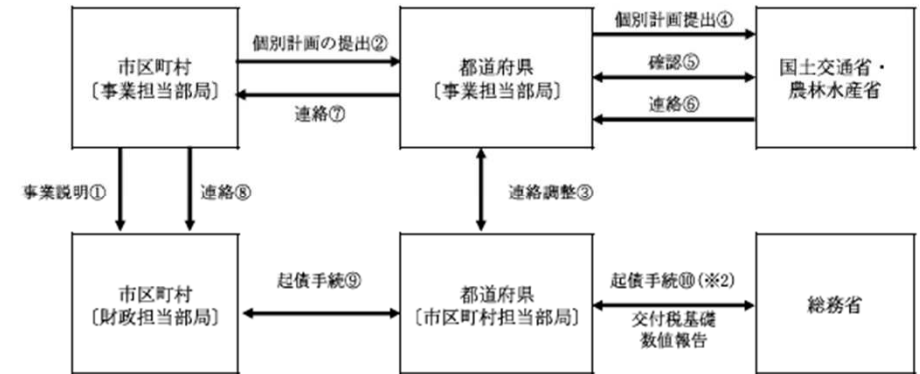 個別計画提出④
個別計画の提出②
市区町村
〔事業担当部局〕
都道府県
〔事業担当部局〕
確認⑤
国土交通省・
農林水産省
連絡⑦
連絡⑥
事業説明①
連絡⑧
連絡調整③
市区町村
〔財政担当部局〕
起債手続⑨
都道府県
〔市区町村担当部局〕
起債手続⑩(※2)
交付税基礎
数値報告
総務省